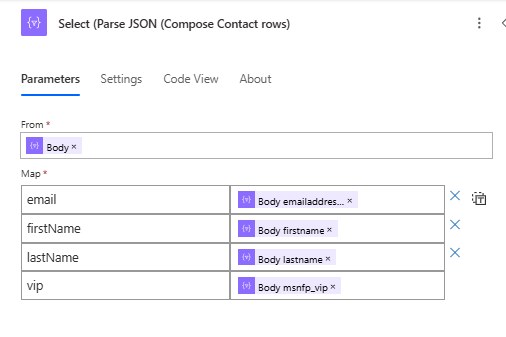 Select (Parse JSON (Compose Contact rows)
Parameters Settings Code View About
From *
Body ×
Map *
email Body emailaddres... ×
firstName Body firstname ×
lastName Body lastname ×
vip Body msnfp_vip ×